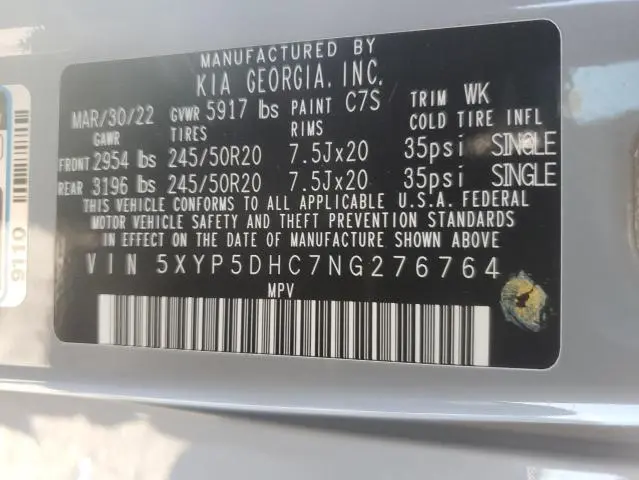 MANUFACTURED BY
KIA GEORGIA, INC.
MAR/30/22 GVWR 5917 lbs PAINT C7S TRIM WK
GAWR TIRES RIMS COLD TIRE INFL
FRONT 2954 lbs 245/50R20 7.5Jx20 35psi SINGLE
REAR 3196 lbs 245/50R20 7.5Jx20 35psi SINGLE
THIS VEHICLE CONFORMS TO ALL APPLICABLE U.S.A. FEDERAL
MOTOR VEHICLE SAFETY AND THEFT PREVENTION STANDARDS
IN EFFECT ON THE DATE OF MANUFACTURE SHOWN ABOVE
VIN 5XYP5DHC7NG276764
MPV
9110